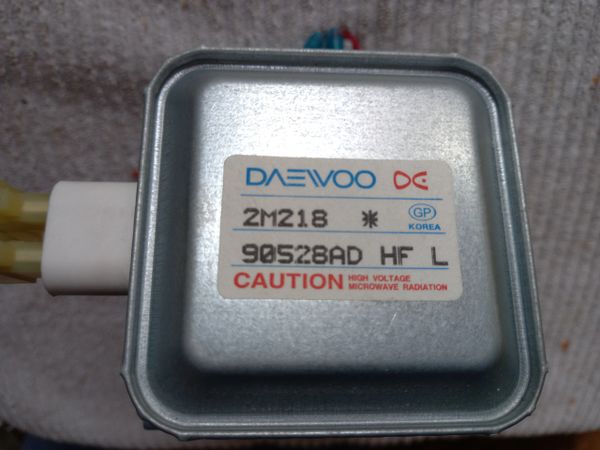 DAEWOO
2M218 * GP
KOREA
90528AD HF L
CAUTION HIGH VOLTAGE
MICROWAVE RADIATION